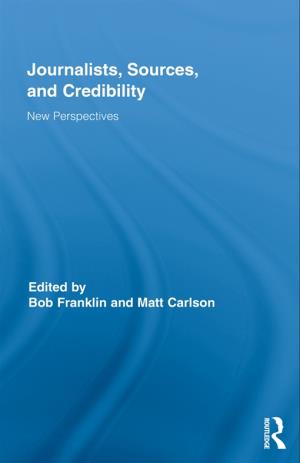 Journalists, Sources,
and Credibility
New Perspectives
Edited by
Bob Franklin and Matt Carlson
ROUTLEDGE